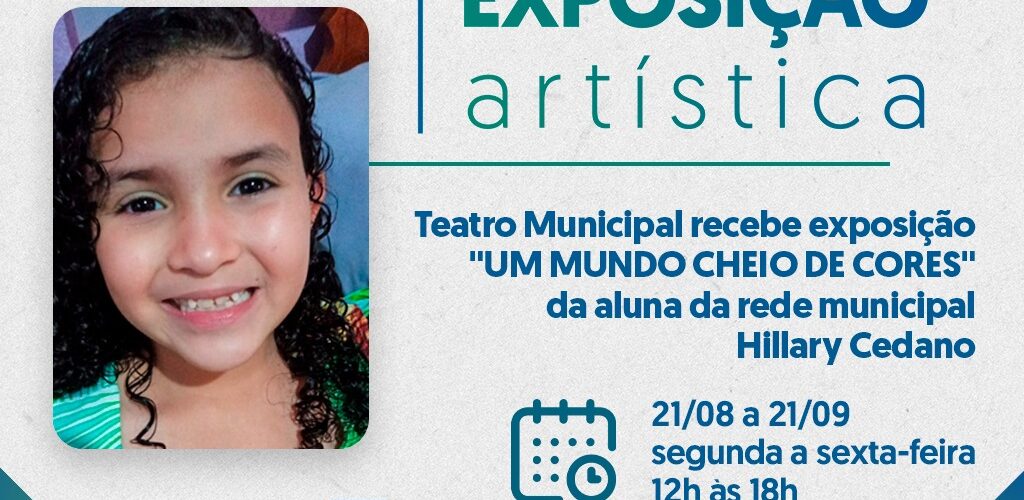 EXPOSIÇÃO
artística
Teatro Municipal recebe exposição
"UM MUNDO CHEIO DE CORES"
da aluna da rede municipal
Hillary Cedano
21/08 a 21/09
segunda a sexta-feira
12h às 18h